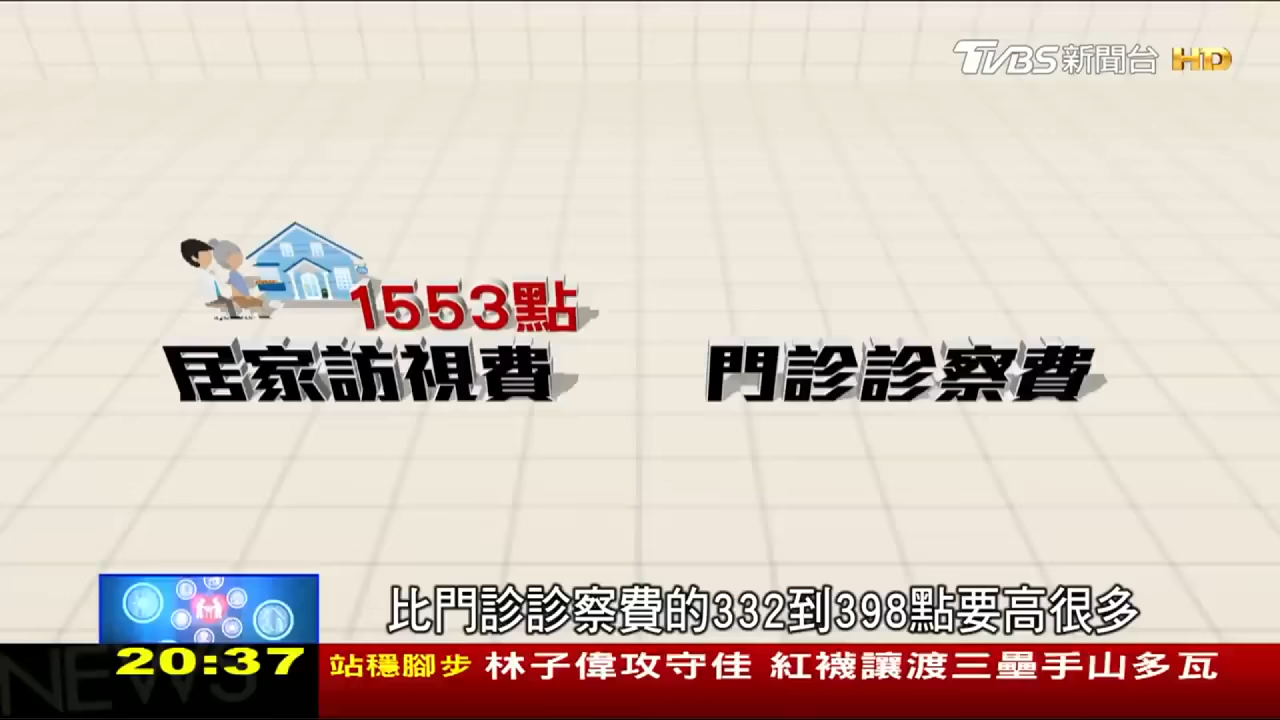 TVBS新聞台 HD
1553點
居家訪視費
門診診察費
比門診診察費的332到398點要高很多
20:37
站穩腳步 林子偉攻守佳 紅襪讓渡三壘手山多瓦
NEWS